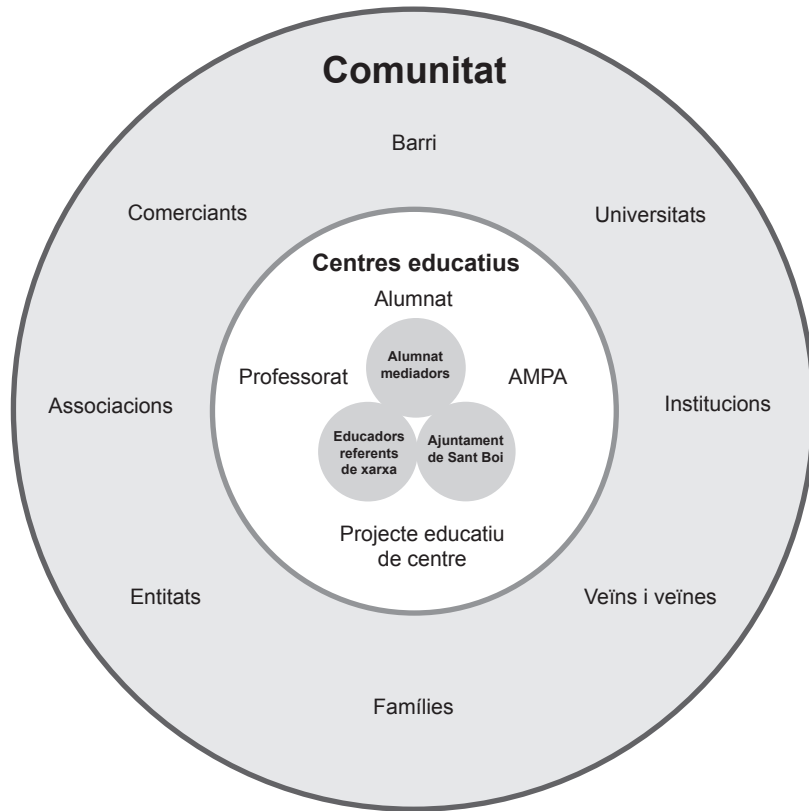 Comunitat
Barri
Comerciants
Universitats
Centres educatius
Alumnat
Alumnat
mediadors
Professorat
AMPA
Associacions
Institucions
Educadors
referents
de xarxa
Ajuntament
de Sant Boi
Projecte educatiu
de centre
Entitats
Veïns i veïnes
Famílies